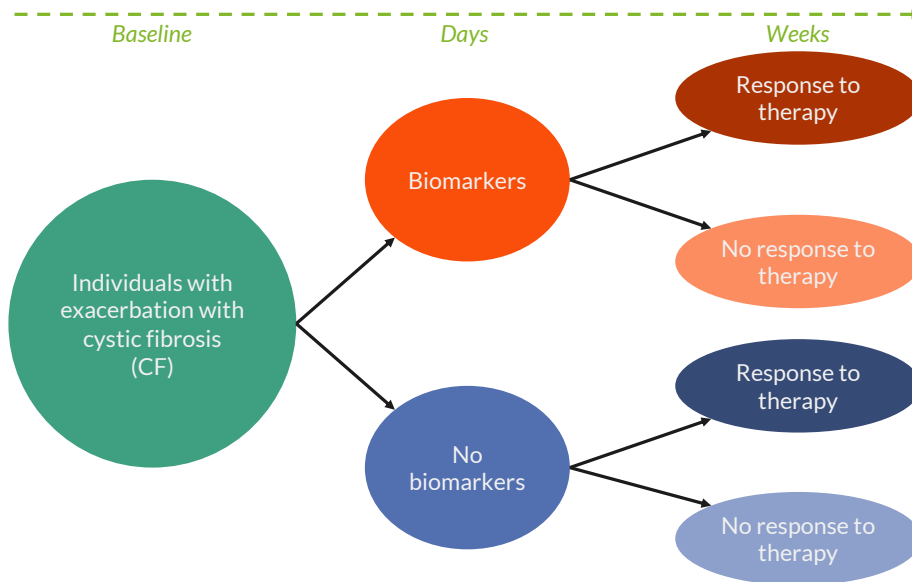 Baseline
Days
Weeks
Response to
therapy
Biomarkers
No response to
therapy
Individuals with
exacerbation with
cystic fibrosis
(CF)
Response to
therapy
No
biomarkers
No response to
therapy